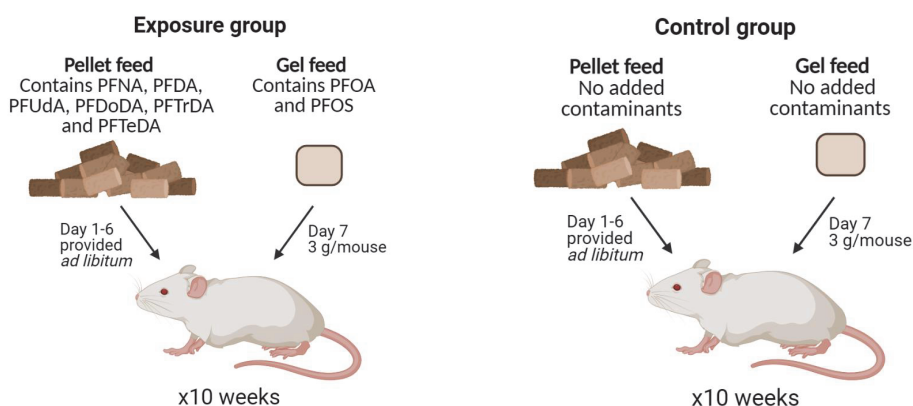 Exposure group
Pellet feed
Contains PFNA, PFDA,
PFUdA, PFDoDA, PFTrDA
and PFTeDA
Gel feed
Contains PFOA
and PFOS
Day 1-6
provided
ad libitum
Day 7
3 g/mouse
x10 weeks
Control group
Pellet feed
No added
contaminants
Gel feed
No added
contaminants
Day 1-6
provided
ad libitum
Day 7
3 g/mouse
x10 weeks